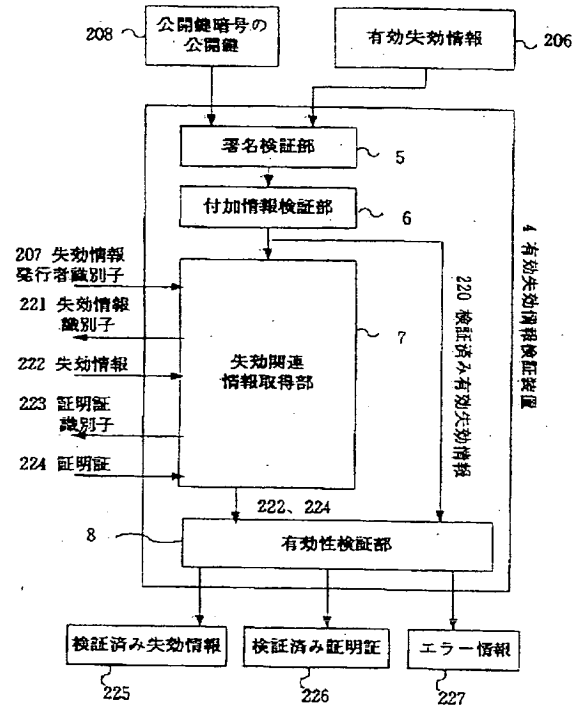 208
公開鍵暗号の
公開鍵
有効失効情報
206
署名検証部
5
付加情報検証部
6
207 失効情報
発行者識別子
221 失効情報
識別子
222 失効情報
223 証明証
識別子
224 証明証
失効関連
情報取得部
7
220 検証済み有効失効情報
4 有効失効情報検証装置
222、224
8
有効性検証部
検証済み失効情報
検証済み証明証
エラー情報
225
226
227